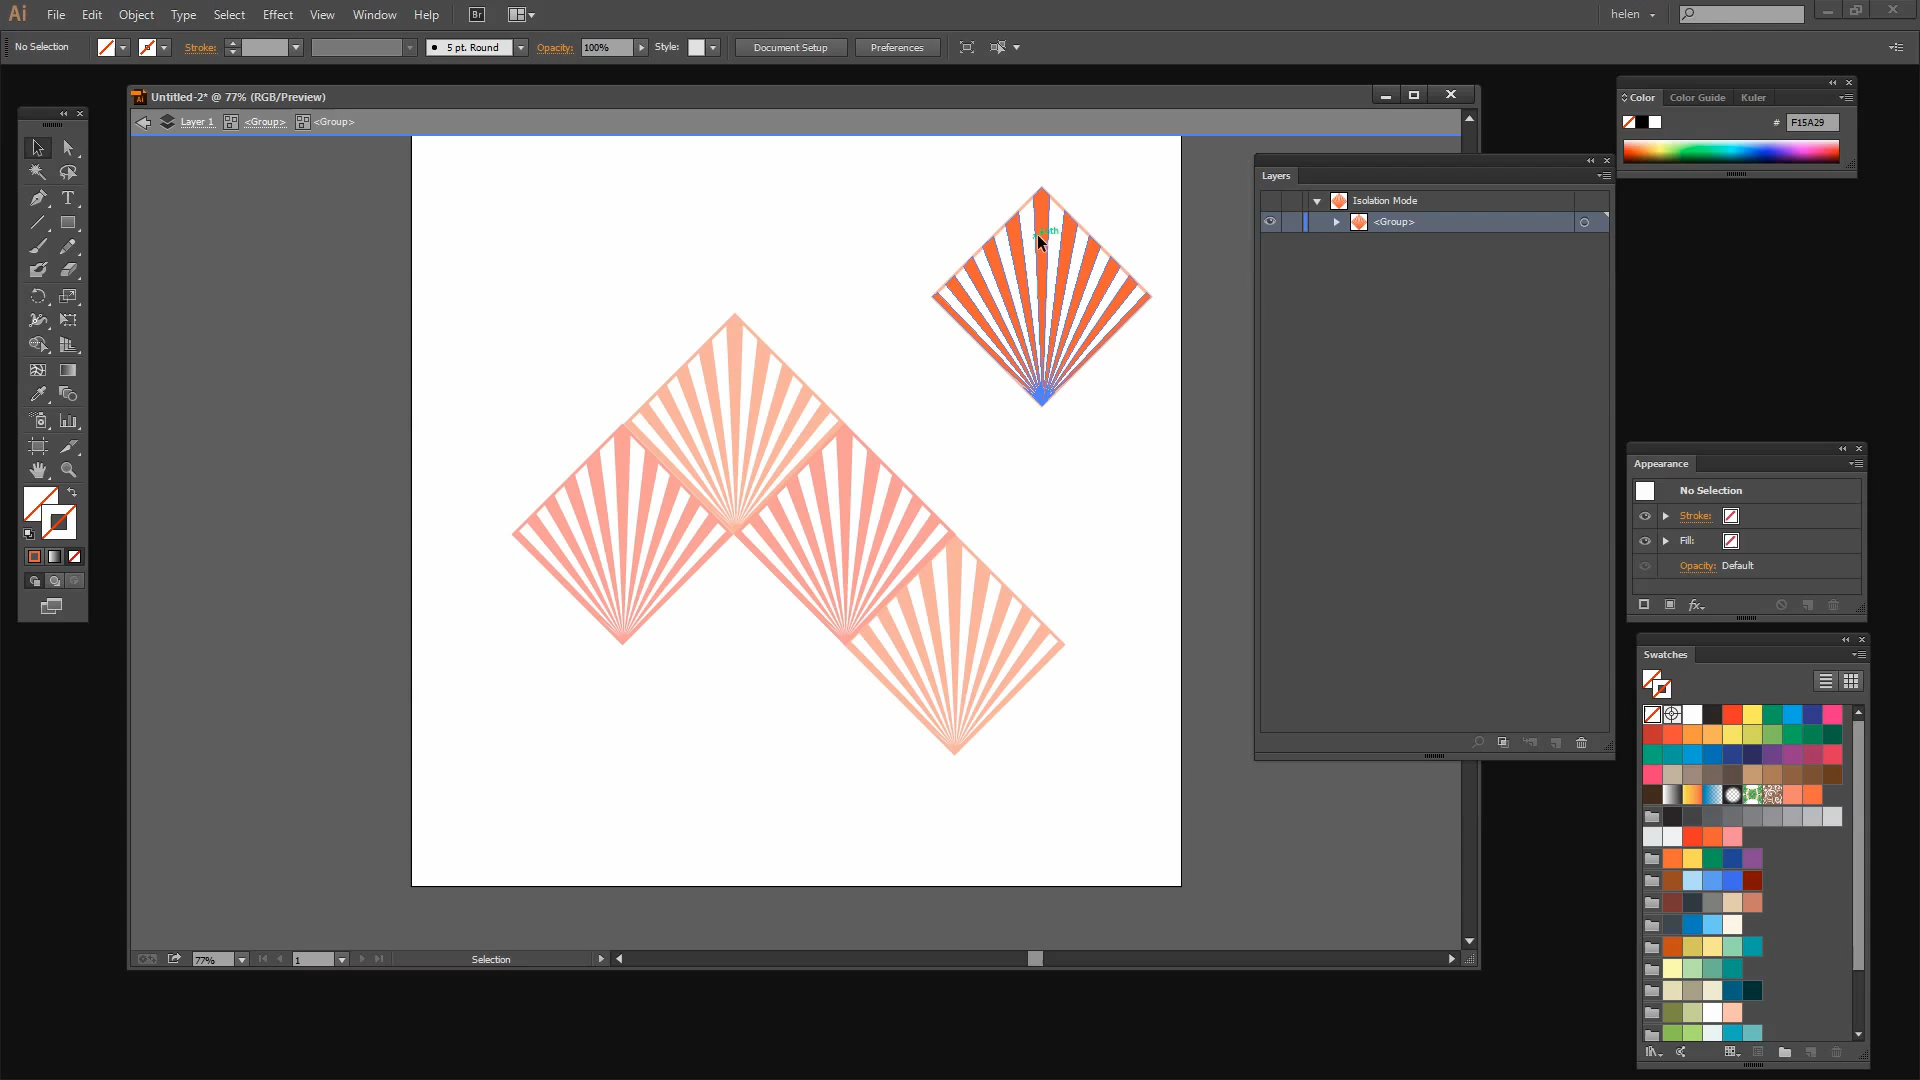 Ai File Edit Object Type Select Effect View Window Help Br helen
No Selection Stroke: 5 pt. Round Opacity: 100% Style: Document Setup Preferences
Untitled-2* @ 77% (RGB/Preview)
Layer 1 <Group> <Group>
Color Color Guide Kuler
# F15A29
Layers
Isolation Mode
<Group>
T
Appearance
No Selection
Stroke:
Fill:
Opacity: Default
fx
Swatches
77% 1 Selection